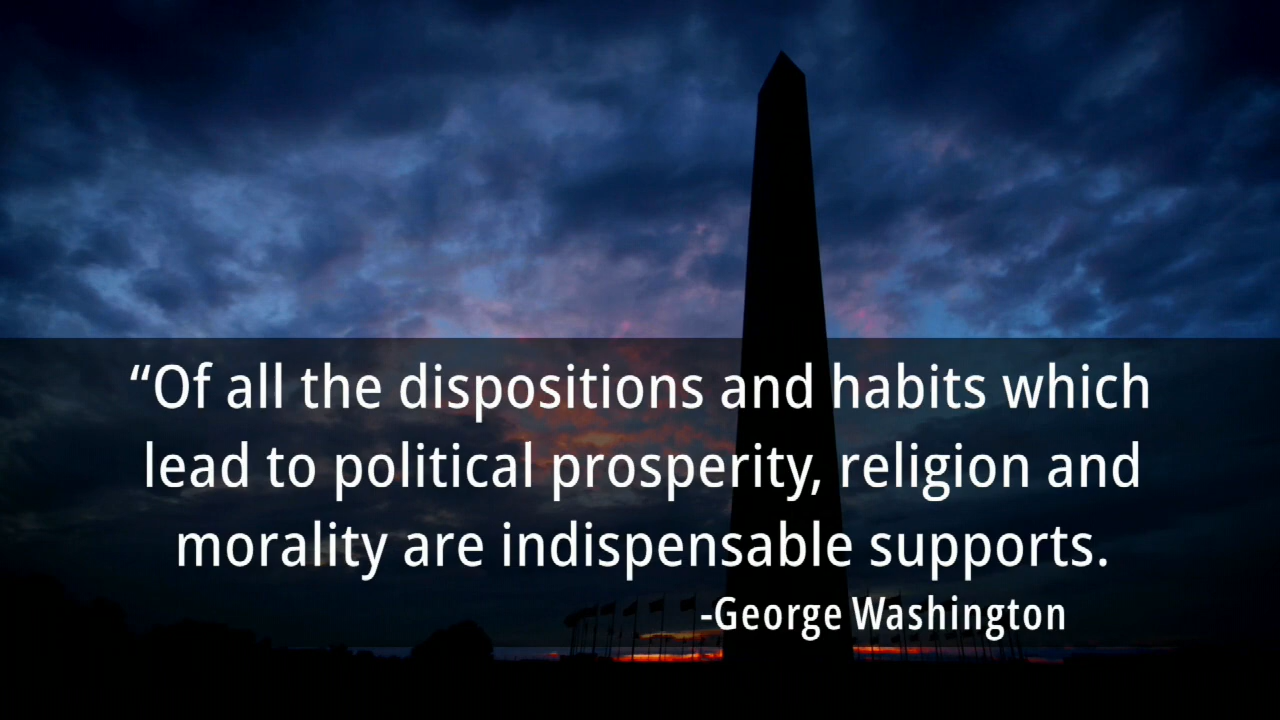 “Of all the dispositions and habits which
lead to political prosperity, religion and
morality are indispensable supports.
-George Washington